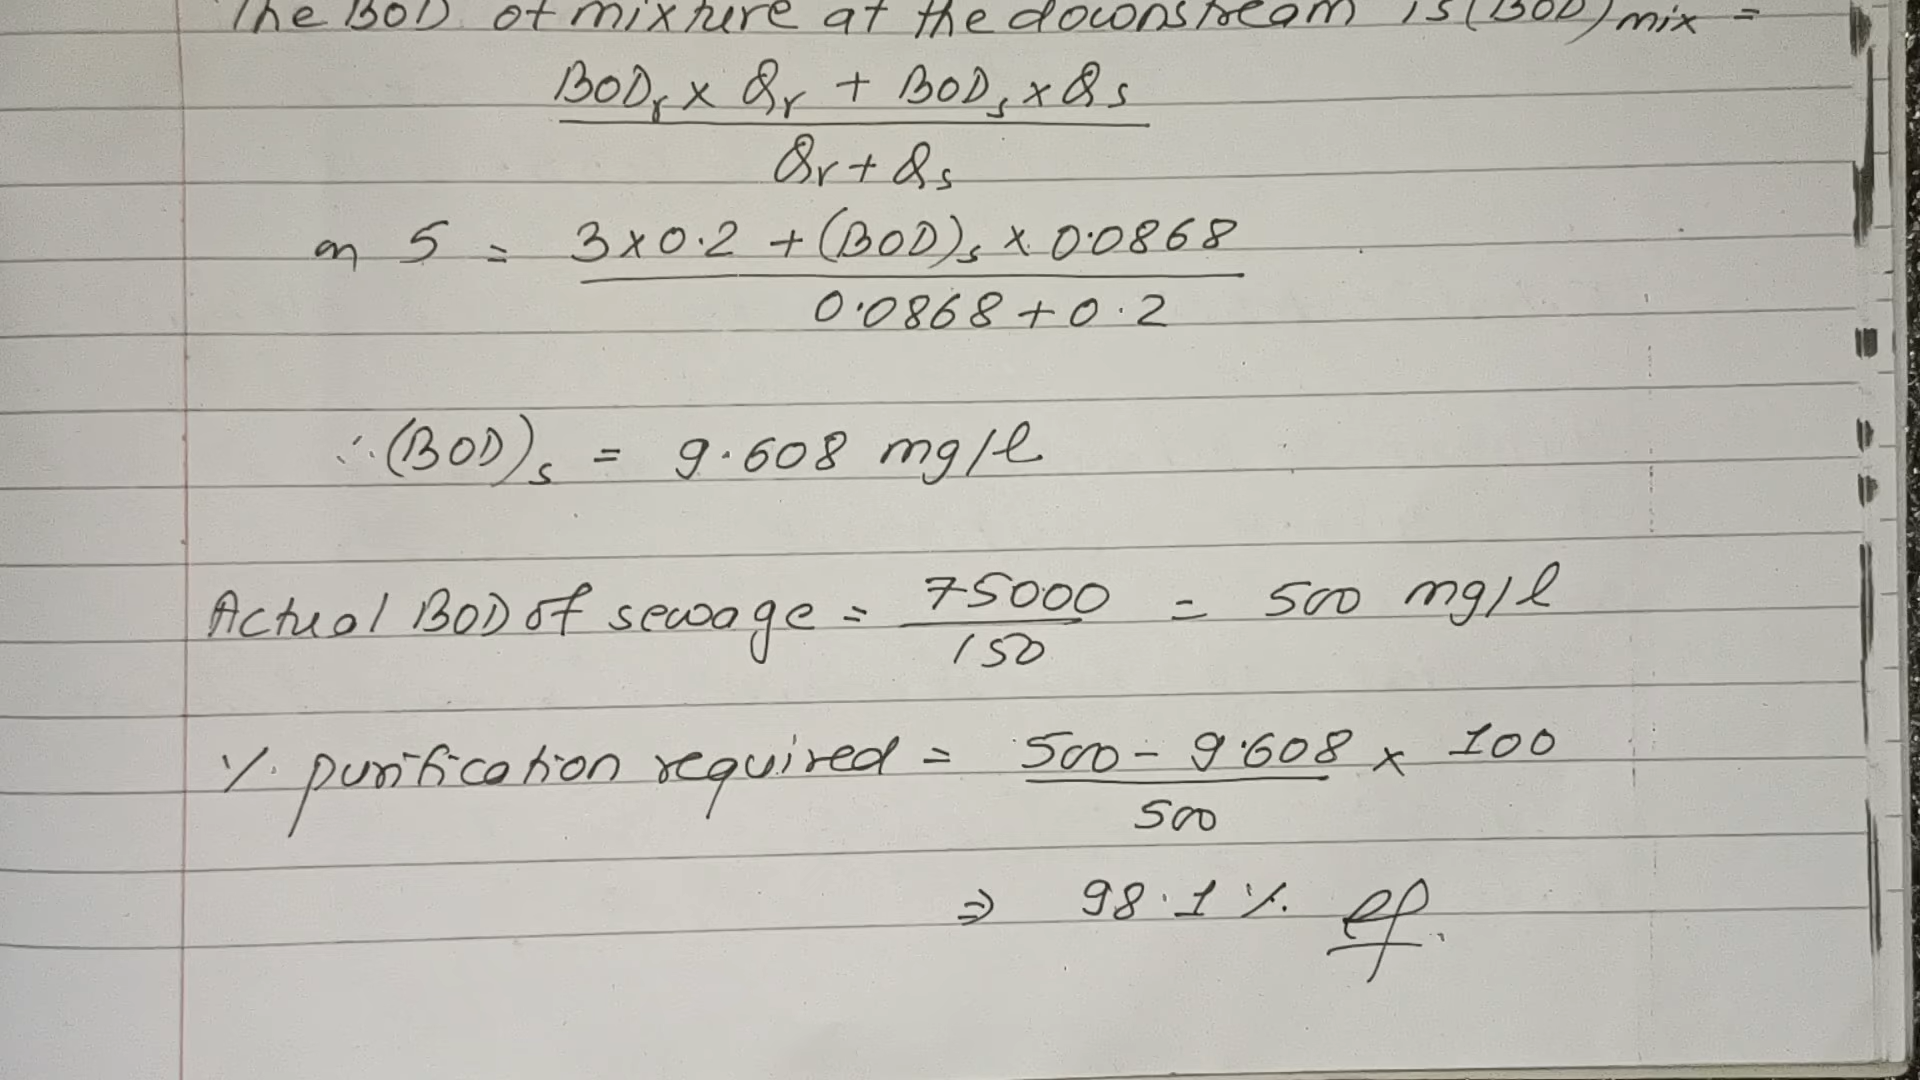 The BOD of mixture at the downstream is (BOD)mix =
BODr x Qr + BODs x Qs
Qr + Qs
or 5 = 3 x 0.2 + (BOD)s x 0.0868
0.0868 + 0.2
∴ (BOD)s = 9.608 mg/l
Actual BOD of sewage = 75000 = 500 mg/l
150
% purification required = 500 - 9.608 x 100
500
⇒ 98.1 %